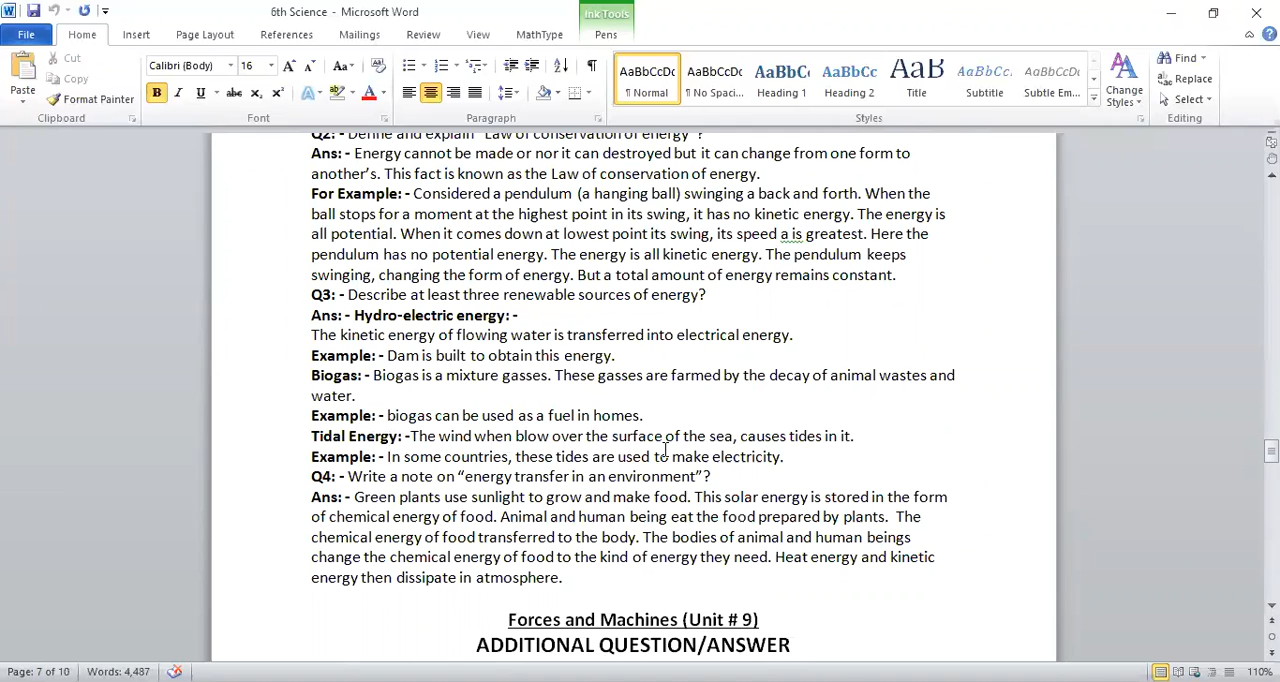 6th Science - Microsoft Word
Ink Tools
File Home Insert Page Layout References Mailings Review View MathType Pens
Paste
Cut
Copy
Format Painter
Clipboard
Calibri (Body) 16
Font
Paragraph
AaBbCcDc AaBbCcDc AaBbC AaBbCc AaB AaBbCc. AaBbCcDc
¶ Normal ¶ No Spaci... Heading 1 Heading 2 Title Subtitle Subtle Em...
Change Styles
Styles
Find
Replace
Select
Editing
Q2: - Define and explain "Law of conservation of energy"?
Ans: - Energy cannot be made or nor it can destroyed but it can change from one form to
another's. This fact is known as the Law of conservation of energy.
For Example: - Considered a pendulum (a hanging ball) swinging a back and forth. When the
ball stops for a moment at the highest point in its swing, it has no kinetic energy. The energy is
all potential. When it comes down at lowest point its swing, its speed a is greatest. Here the
pendulum has no potential energy. The energy is all kinetic energy. The pendulum keeps
swinging, changing the form of energy. But a total amount of energy remains constant.
Q3: - Describe at least three renewable sources of energy?
Ans: - Hydro-electric energy: -
The kinetic energy of flowing water is transferred into electrical energy.
Example: - Dam is built to obtain this energy.
Biogas: - Biogas is a mixture gasses. These gasses are farmed by the decay of animal wastes and
water.
Example: - biogas can be used as a fuel in homes.
Tidal Energy: -The wind when blow over the surface of the sea, causes tides in it.
Example: - In some countries, these tides are used to make electricity.
Q4: - Write a note on “energy transfer in an environment”?
Ans: - Green plants use sunlight to grow and make food. This solar energy is stored in the form
of chemical energy of food. Animal and human being eat the food prepared by plants. The
chemical energy of food transferred to the body. The bodies of animal and human beings
change the chemical energy of food to the kind of energy they need. Heat energy and kinetic
energy then dissipate in atmosphere.
Forces and Machines (Unit # 9)
ADDITIONAL QUESTION/ANSWER
Page: 7 of 10 Words: 4,487 110%